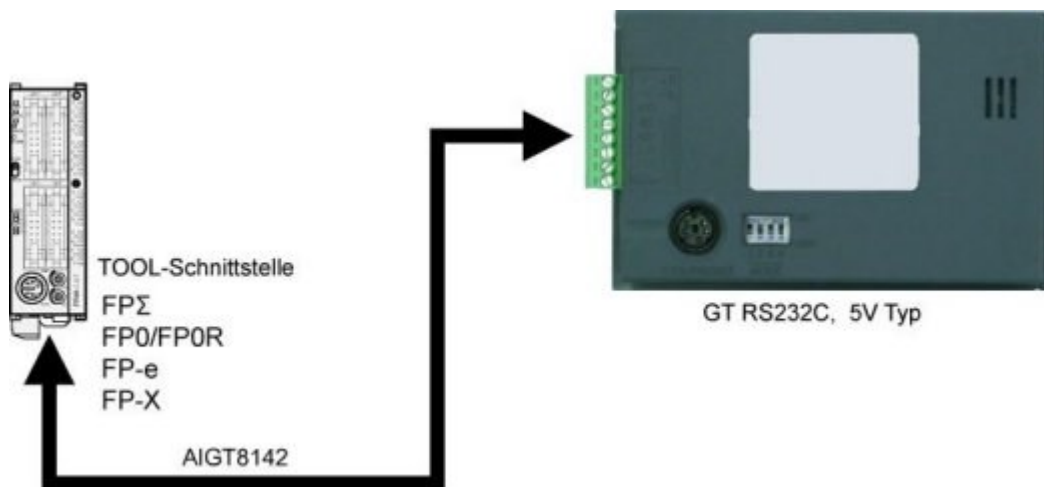 TOOL-Schnittstelle
FPΣ
FP0/FP0R
FP-e
FP-X
AIGT8142
GT RS232C, 5V Typ